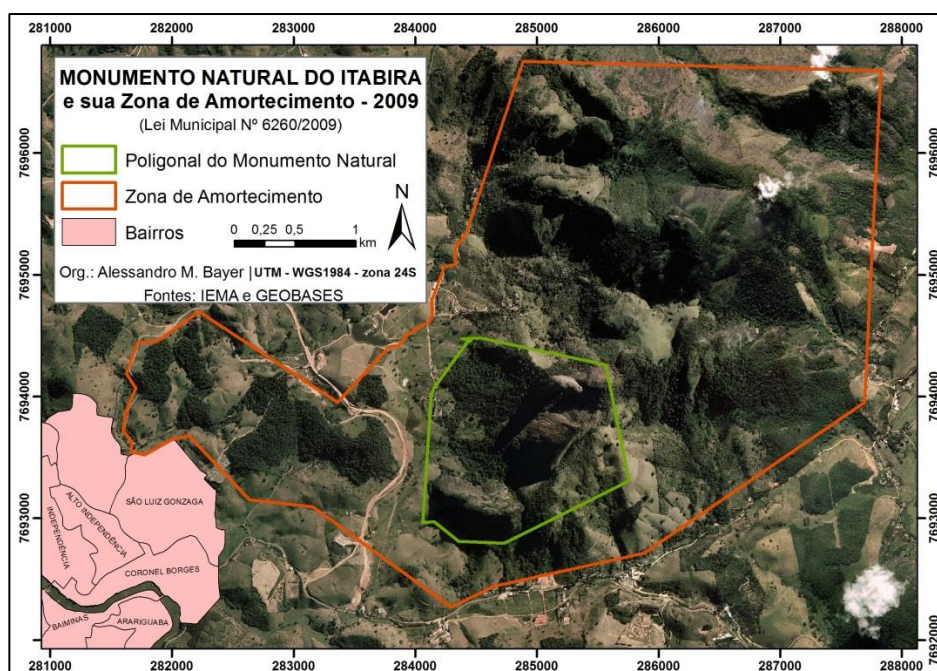 281000 282000 283000 284000 285000 286000 287000 288000
MONUMENTO NATURAL DO ITABIRA
e sua Zona de Amortecimento - 2009
(Lei Municipal Nº 6260/2009)
Poligonal do Monumento Natural
Zona de Amortecimento
Bairros
N
0 0,25 0,5 1
km
Org.: Alessandro M. Bayer | UTM - WGS1984 - zona 24S
Fontes: IEMA e GEOBASES
7696000 7696000
7695000 7695000
7694000 7694000
7693000 7693000
7692000 7692000
SÃO LUIZ GONZAGA
ALTO INDEPENDÊNCIA
INDEPENDÊNCIA
CORONEL BORGES
BAIMINAS
ARARIGUABA
281000 282000 283000 284000 285000 286000 287000 288000